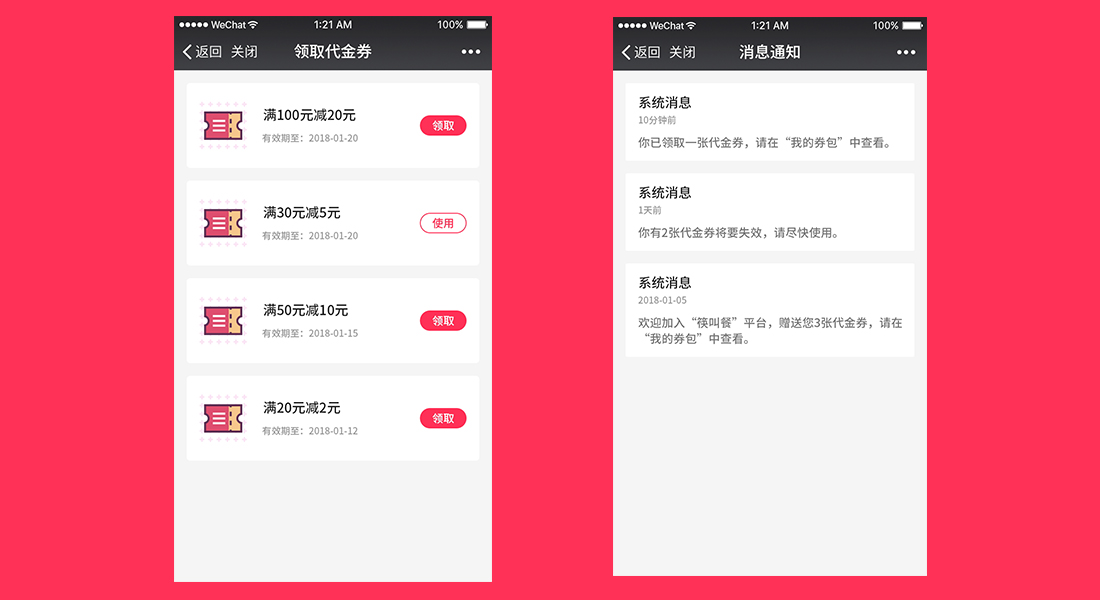 WeChat 1:21 AM 100%
返回 关闭 领取代金券
满100元减20元
有效期至：2018-01-20
领取
满30元减5元
有效期至：2018-01-20
使用
满50元减10元
有效期至：2018-01-15
领取
满20元减2元
有效期至：2018-01-12
领取
WeChat 1:21 AM 100%
返回 关闭 消息通知
系统消息
10分钟前
你已领取一张代金券，请在“我的券包”中查看。
系统消息
1天前
你有2张代金券将要失效，请尽快使用。
系统消息
2018-01-05
欢迎加入“筷叫餐”平台，赠送您3张代金券，请在
“我的券包”中查看。